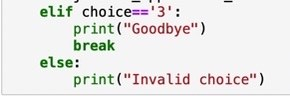 elif choice=='3':
    print("Goodbye")
    break
else:
    print("Invalid choice")